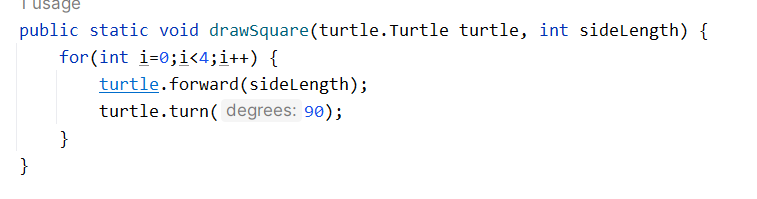 1 usage
public static void drawSquare(turtle.Turtle turtle, int sideLength) {
for(int i=0;i<4;i++) {
turtle.forward(sideLength);
turtle.turn( degrees: 90);
}
}